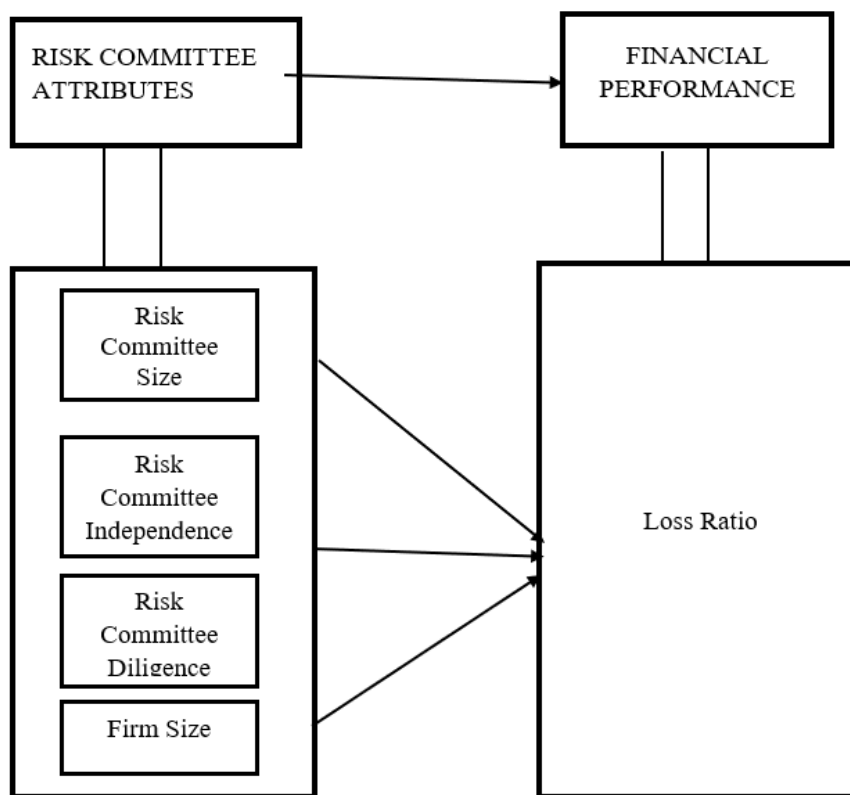 RISK COMMITTEE
ATTRIBUTES
FINANCIAL
PERFORMANCE
Risk
Committee
Size
Risk
Committee
Independence
Risk
Committee
Diligence
Firm Size
Loss Ratio